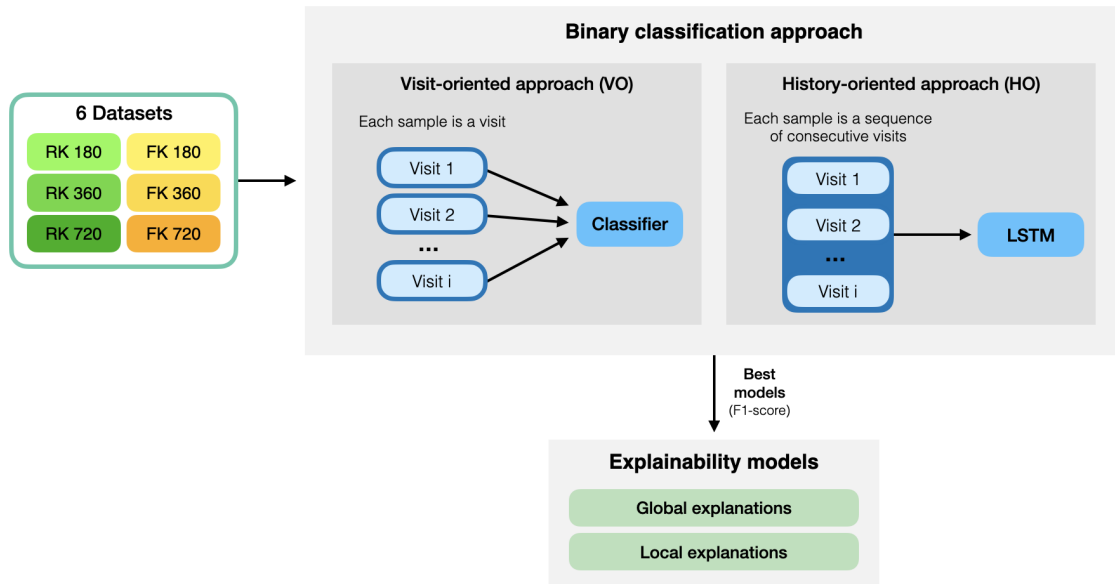 6 Datasets
RK 180
FK 180
RK 360
FK 360
RK 720
FK 720
Binary classification approach
Visit-oriented approach (VO)
Each sample is a visit
Visit 1
Visit 2
...
Visit i
Classifier
History-oriented approach (HO)
Each sample is a sequence
of consecutive visits
Visit 1
Visit 2
...
Visit i
LSTM
Best
models
(F1-score)
Explainability models
Global explanations
Local explanations